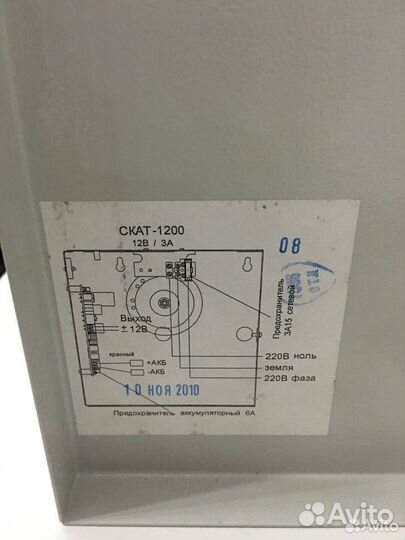 СКАТ-1200
12В / 3А
08
Предохранитель
3А15 сетевой
Выход
± 12В
красный
+АКБ
-АКБ
220В ноль
земля
220В фаза
10 НОЯ 2010
Предохранитель аккумуляторный 6А
Avito